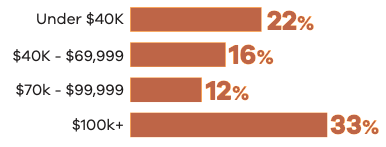 Under $40K 22%
$40K - $69,999 16%
$70k - $99,999 12%
$100k+ 33%